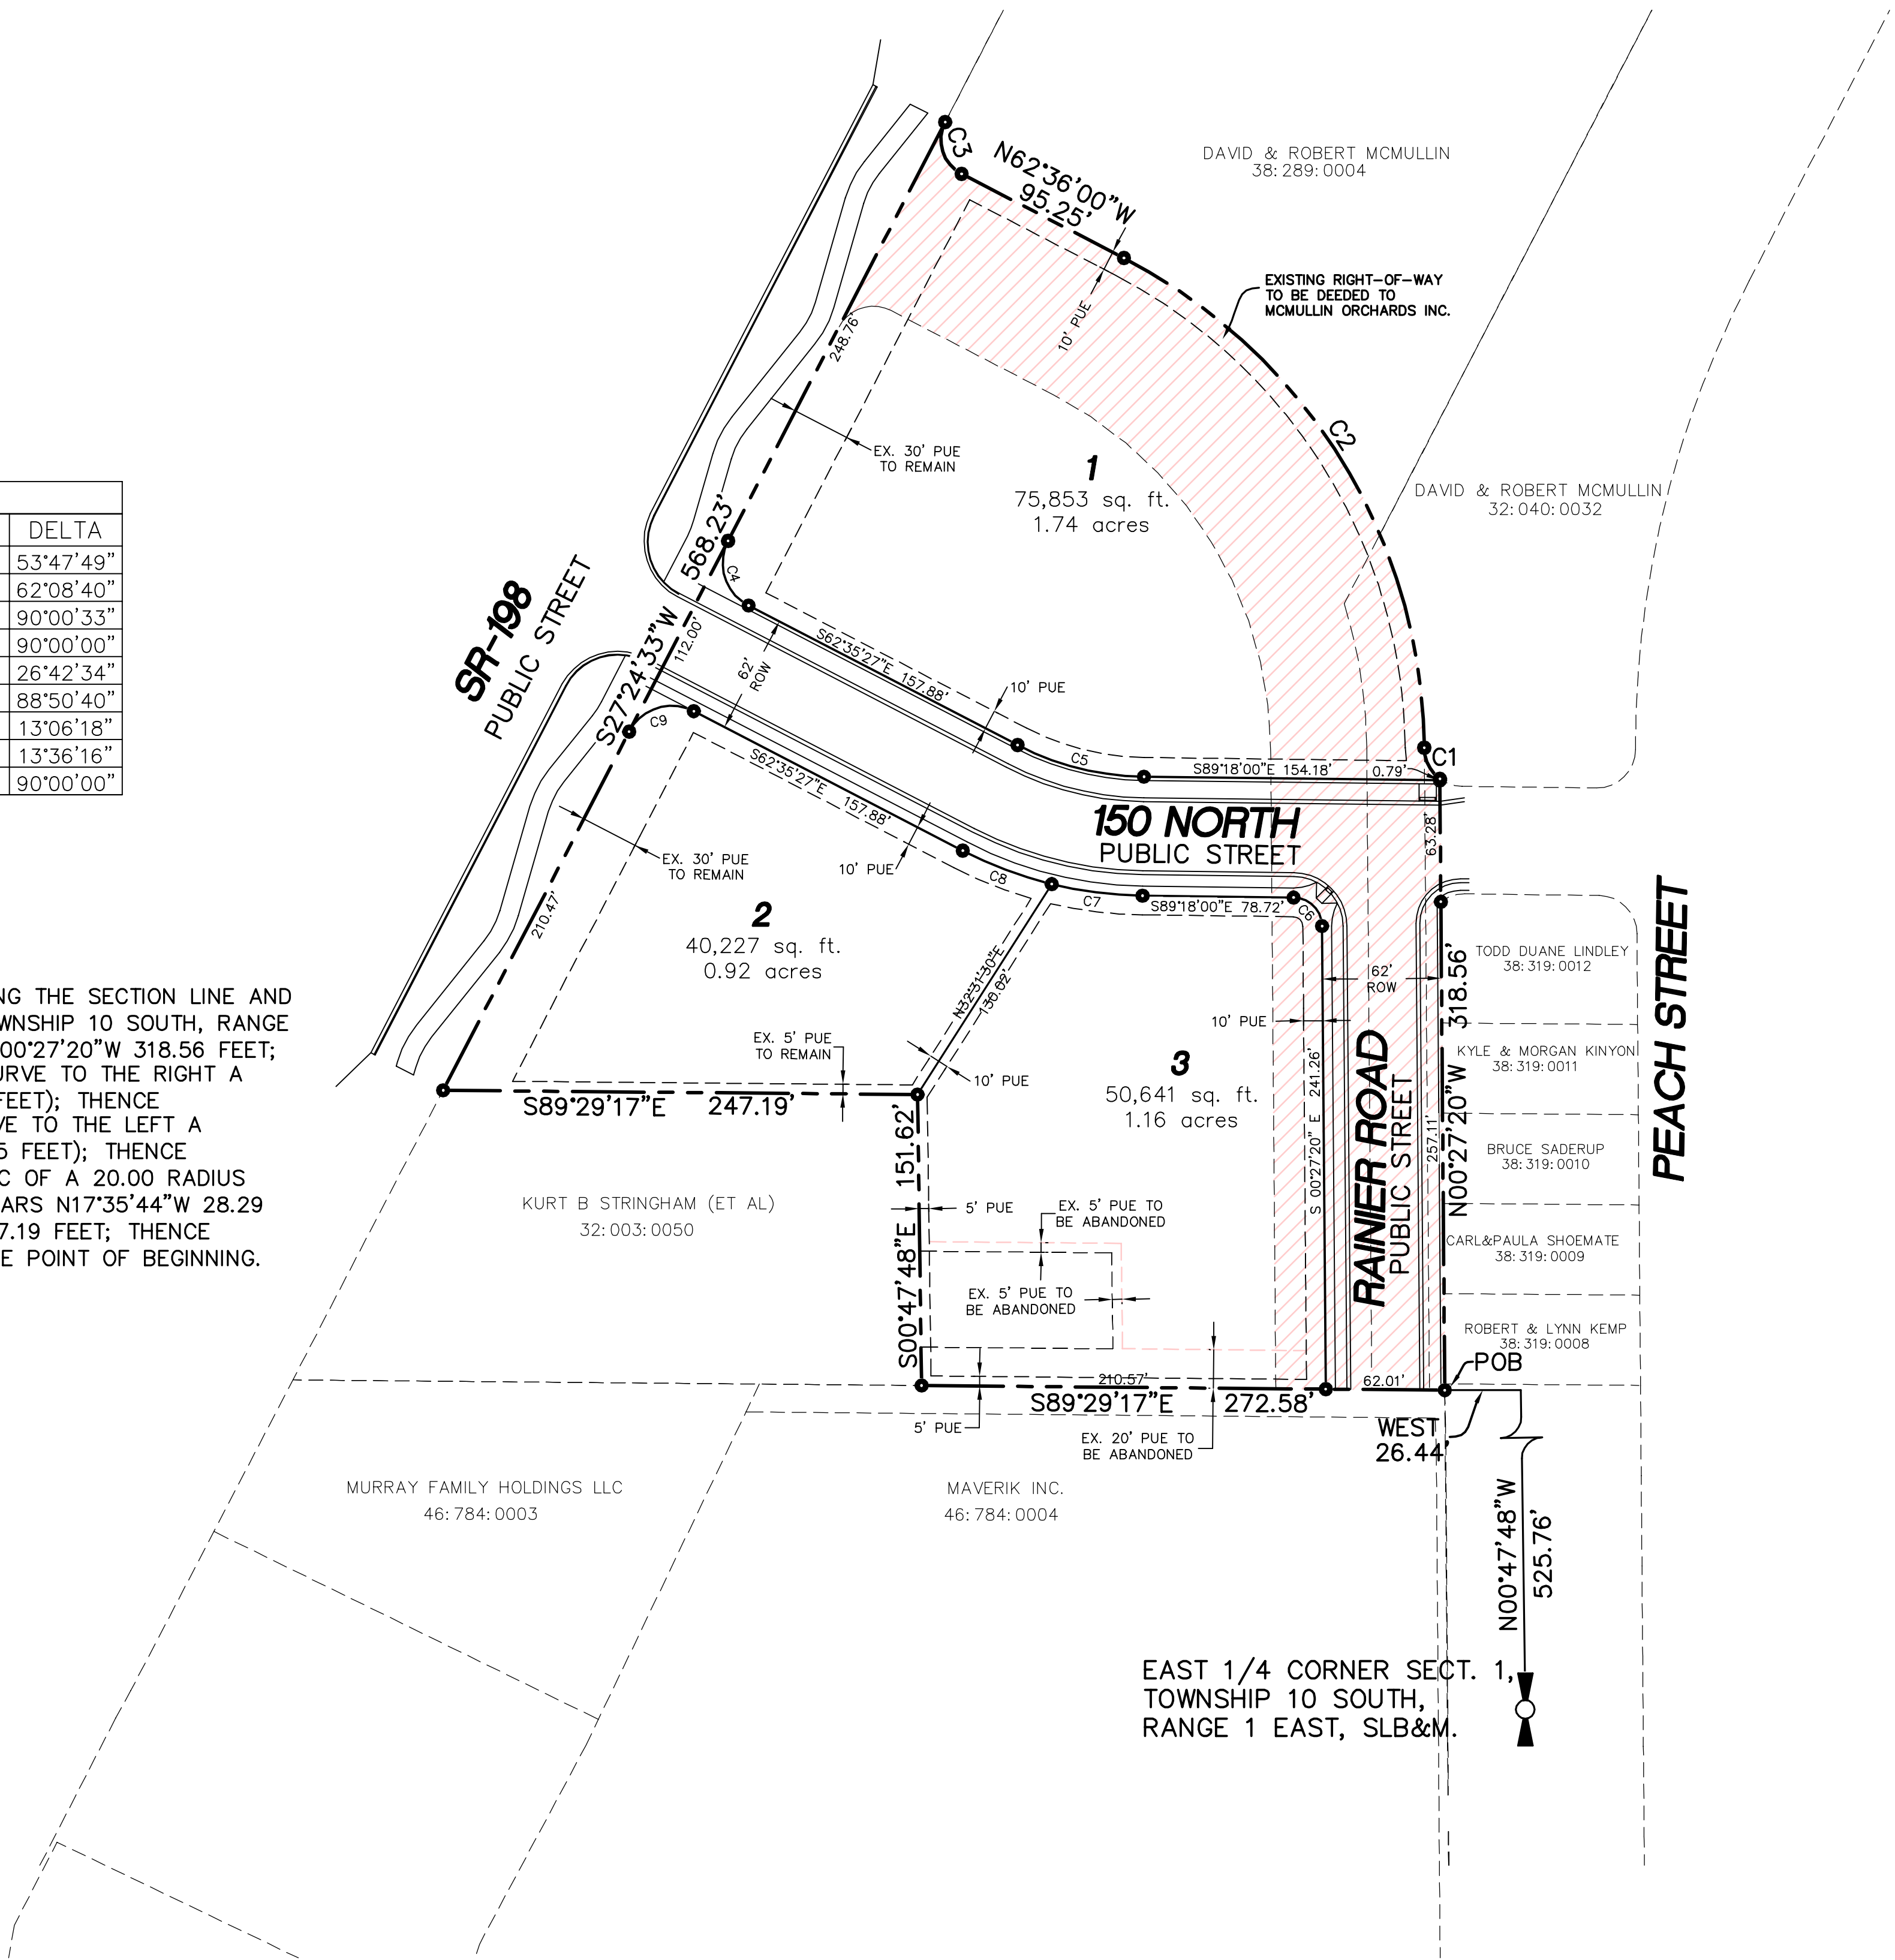 C3
N62°36'00"W
95.25'
DAVID & ROBERT MCMULLIN
38:289:0004
EXISTING RIGHT-OF-WAY
TO BE DEEDED TO
MCMULLIN ORCHARDS INC.
10' PUE
248.76'
C2
EX. 30' PUE
TO REMAIN
1
75,853 sq. ft.
1.74 acres
DAVID & ROBERT MCMULLIN
32:040:0032
DELTA
53°47'49"
62°08'40"
90°00'33"
90°00'00"
26°42'34"
88°50'40"
13°06'18"
13°36'16"
90°00'00"
SR-198
PUBLIC STREET
S27°24'33"W
568.23'
C4
112.00'
62'
ROW
S62°35'27"E 157.88'
10' PUE
C5
S89°18'00"E 154.18'
0.79'
C1
C9
S62°35'27"E 157.88'
150 NORTH
PUBLIC STREET
63.28'
EX. 30' PUE
TO REMAIN
10' PUE
C8
C7
S89°18'00"E 78.72'
C6
210.47'
2
40,227 sq. ft.
0.92 acres
N32°31'30"E
130.02'
62'
ROW
10' PUE
TODD DUANE LINDLEY
38:319:0012
PEACH STREET
NG THE SECTION LINE AND
WNSHIP 10 SOUTH, RANGE
00°27'20"W 318.56 FEET;
URVE TO THE RIGHT A
FEET); THENCE
VE TO THE LEFT A
5 FEET); THENCE
C OF A 20.00 RADIUS
ARS N17°35'44"W 28.29
7.19 FEET; THENCE
E POINT OF BEGINNING.
EX. 5' PUE
TO REMAIN
10' PUE
3
50,641 sq. ft.
1.16 acres
S 00°27'20" E 241.26'
RAINIER ROAD
PUBLIC STREET
257.11'
N00°27'20"W 318.56'
KYLE & MORGAN KINYON
38:319:0011
BRUCE SADERUP
38:319:0010
CARL&PAULA SHOEMATE
38:319:0009
ROBERT & LYNN KEMP
38:319:0008
S89°29'17"E 247.19'
S00°47'48"E 151.62'
KURT B STRINGHAM (ET AL)
32:003:0050
5' PUE
EX. 5' PUE TO
BE ABANDONED
EX. 5' PUE TO
BE ABANDONED
210.57'
62.01'
POB
S89°29'17"E 272.58'
5' PUE
EX. 20' PUE TO
BE ABANDONED
WEST
26.44'
MURRAY FAMILY HOLDINGS LLC
46:784:0003
MAVERIK INC.
46:784:0004
N00°47'48"W
525.76'
EAST 1/4 CORNER SECT. 1,
TOWNSHIP 10 SOUTH,
RANGE 1 EAST, SLB&M.